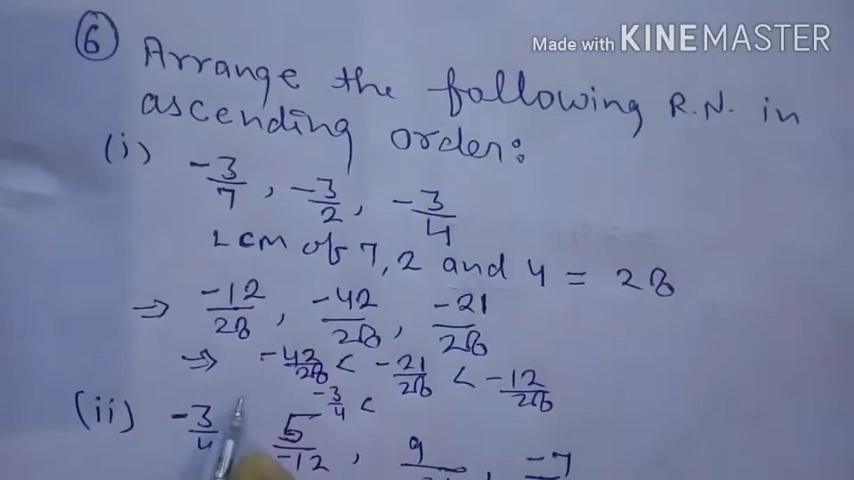 Made with KINEMASTER
(6) Arrange the following R.N. in
ascending order:
(i) -3/7, -3/2, -3/4
LCM of 7, 2 and 4 = 28
⇒ -12/28, -42/28, -21/28
⇒ -42/28 < -21/28 < -12/28
-3/4 <
(ii) -3/4 5/-12, 9/ , -7/